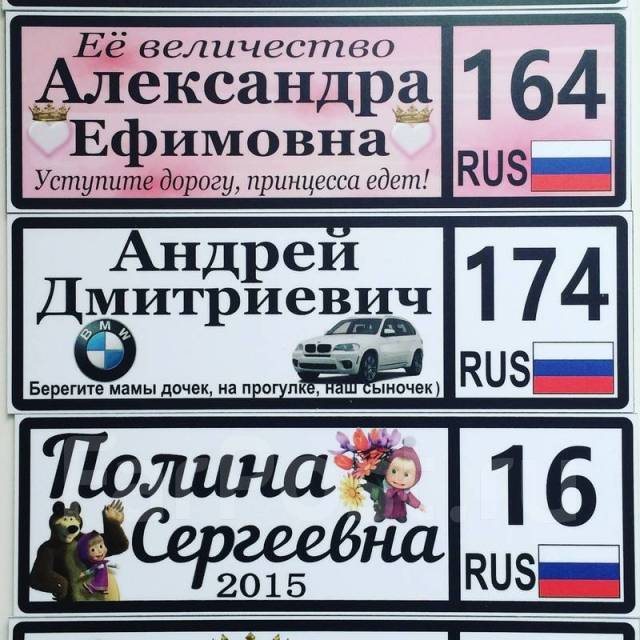 Её величество
Александра
Ефимовна
Уступите дорогу, принцесса едет!
164
RUS
Андрей
Дмитриевич
BMW
Берегите мамы дочек, на прогулке, наш сыночек)
174
RUS
Полина
Сергеевна
2015
16
RUS